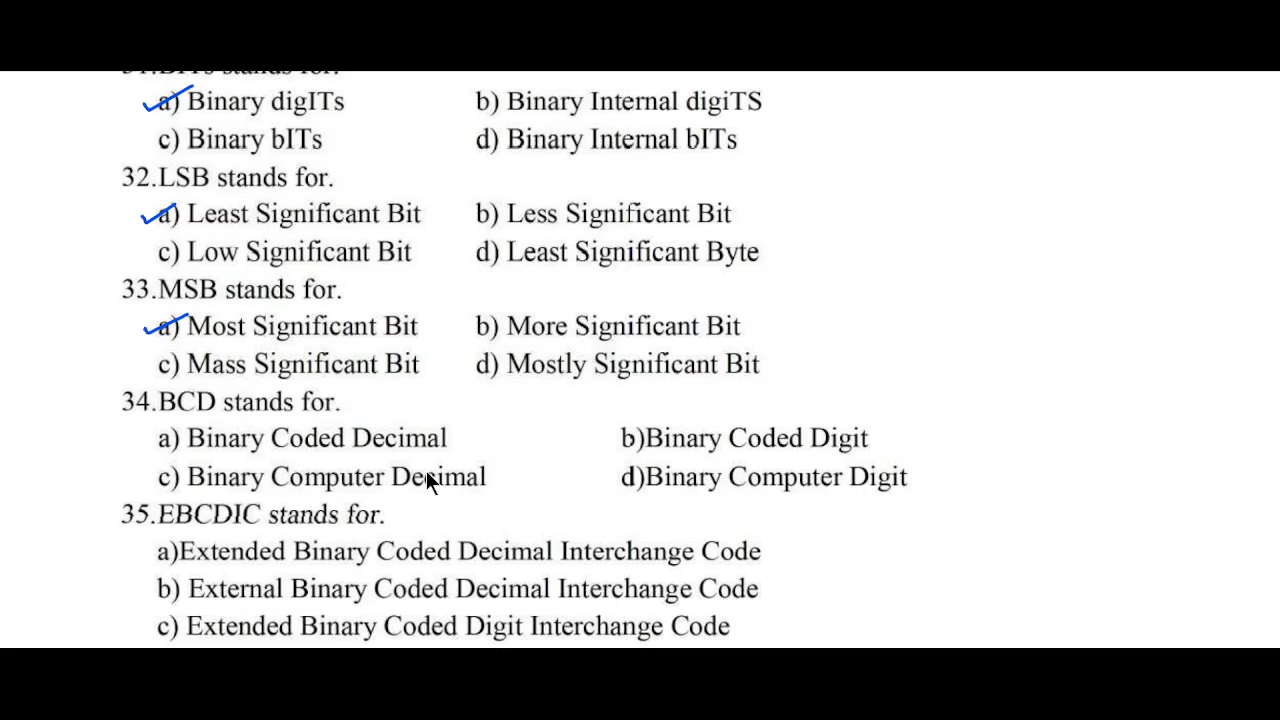 31.BITs stands for.
a) Binary digITs b) Binary Internal digiTS
c) Binary bITs d) Binary Internal bITs
32.LSB stands for.
a) Least Significant Bit b) Less Significant Bit
c) Low Significant Bit d) Least Significant Byte
33.MSB stands for.
a) Most Significant Bit b) More Significant Bit
c) Mass Significant Bit d) Mostly Significant Bit
34.BCD stands for.
a) Binary Coded Decimal b)Binary Coded Digit
c) Binary Computer Decimal d)Binary Computer Digit
35.EBCDIC stands for.
a)Extended Binary Coded Decimal Interchange Code
b) External Binary Coded Decimal Interchange Code
c) Extended Binary Coded Digit Interchange Code